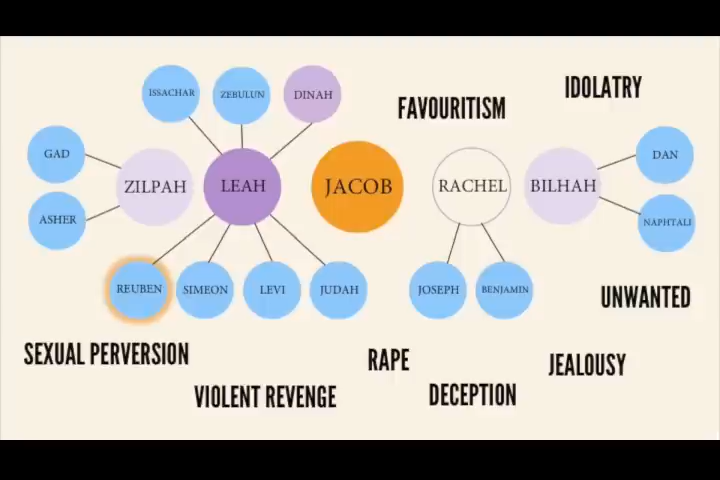 ISSACHAR
ZEBULUN
DINAH
FAVOURITISM
IDOLATRY
GAD
ASHER
ZILPAH
LEAH
JACOB
RACHEL
BILHAH
DAN
NAPHTALI
REUBEN
SIMEON
LEVI
JUDAH
JOSEPH
BENJAMIN
UNWANTED
SEXUAL PERVERSION
RAPE
JEALOUSY
VIOLENT REVENGE
DECEPTION